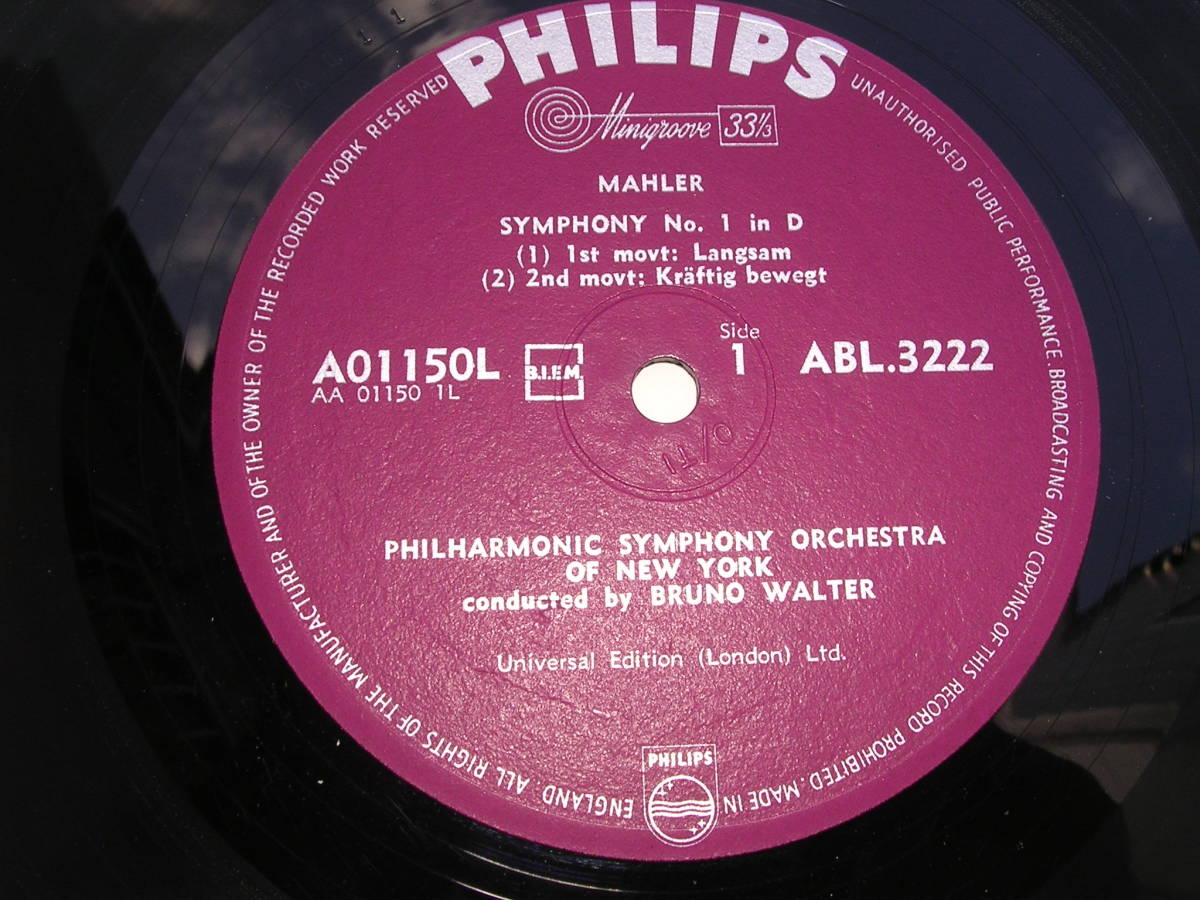 PHILIPS
Minigroove 33⅓
MAHLER
SYMPHONY No. 1 in D
(1) 1st movt: Langsam
(2) 2nd movt: Kräftig bewegt
A01150L B.I.E.M. Side 1 ABL.3222
AA 01150 1L
O/TI
PHILHARMONIC SYMPHONY ORCHESTRA
OF NEW YORK
conducted by BRUNO WALTER
Universal Edition (London) Ltd.
PHILIPS
ALL RIGHTS OF THE MANUFACTURER AND OF THE OWNER OF THE RECORDED WORK RESERVED
UNAUTHORISED PUBLIC PERFORMANCE. BROADCASTING AND COPYING OF THIS RECORD PROHIBITED. MADE IN ENGLAND